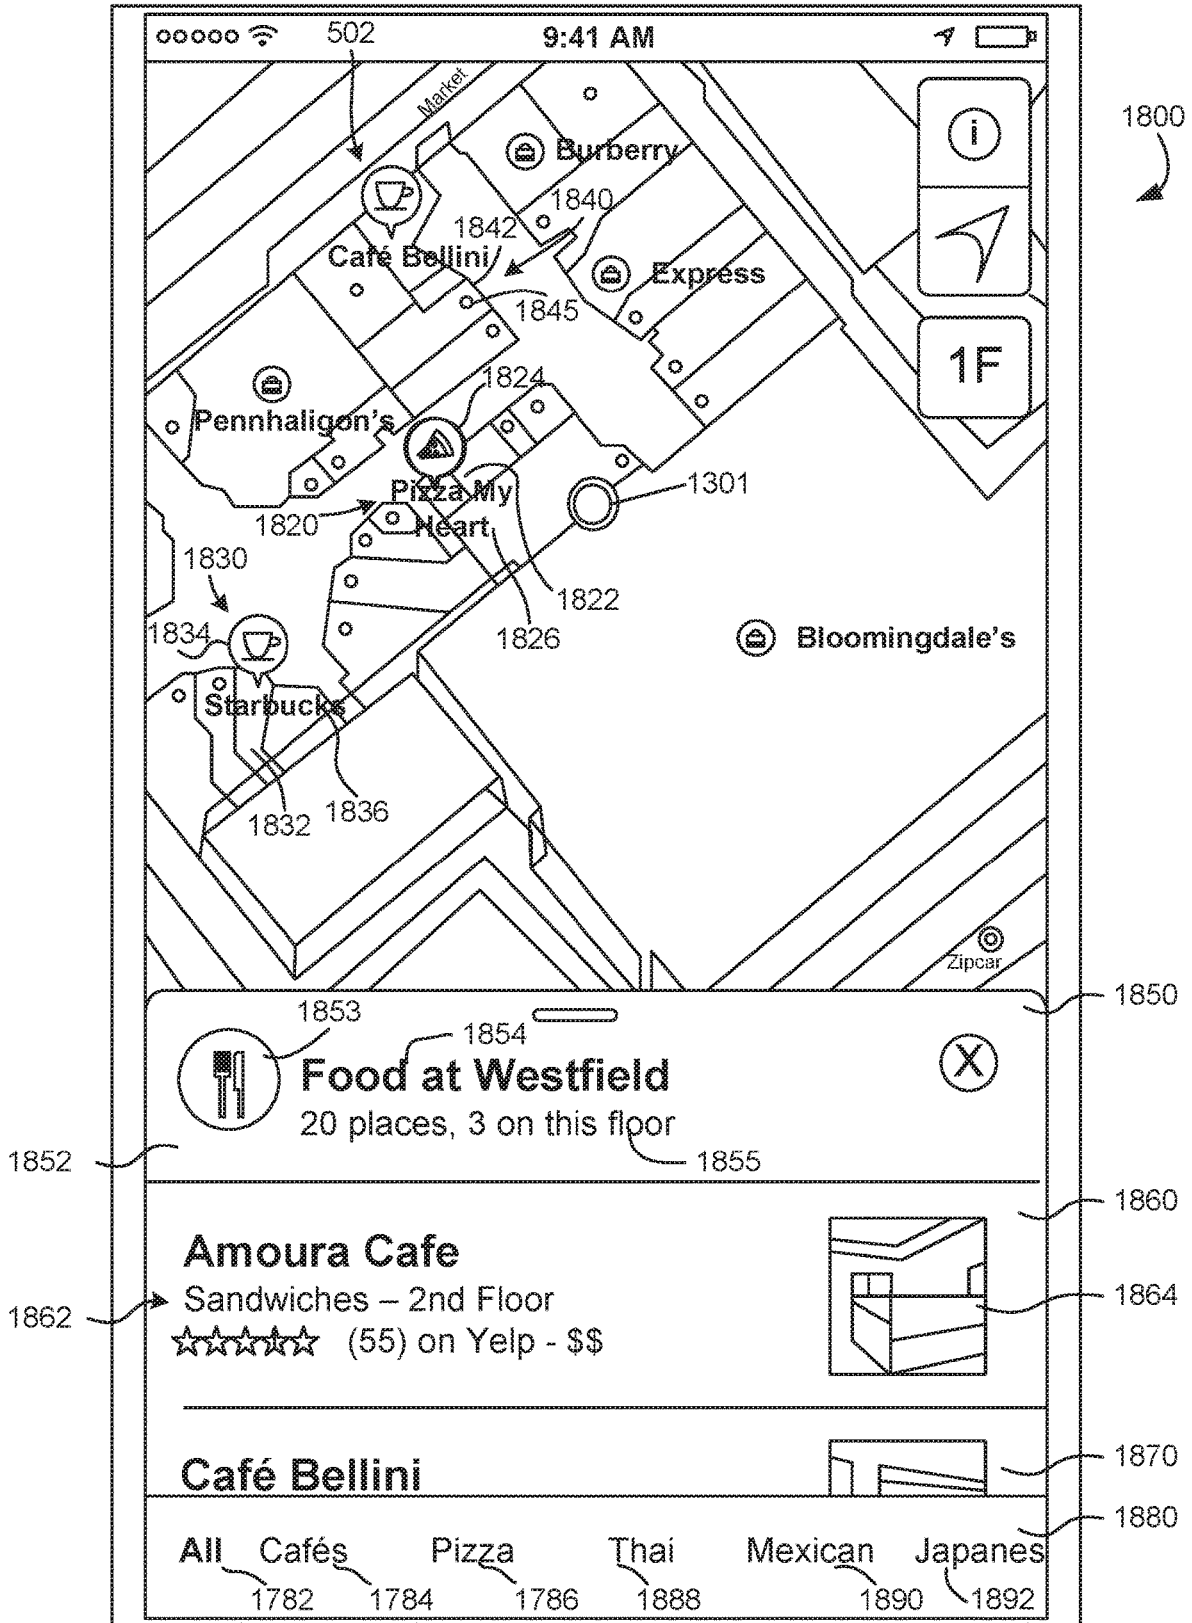 502
9:41 AM
1800
Market
i
Burberry
1842
1840
Café Bellini
Express
1845
1F
1824
Pennhaligon's
1301
Pizza My
Heart
1820
1830
1822
1834
1826
Bloomingdale's
Starbucks
1832
1836
Zipcar
1850
1853
1854
X
Food at Westfield
20 places, 3 on this floor
1852
1855
1860
Amoura Cafe
Sandwiches – 2nd Floor
1864
1862
(55) on Yelp - $$
Café Bellini
1870
1880
All Cafés Pizza Thai Mexican Japanes
1782 1784 1786 1888 1890 1892